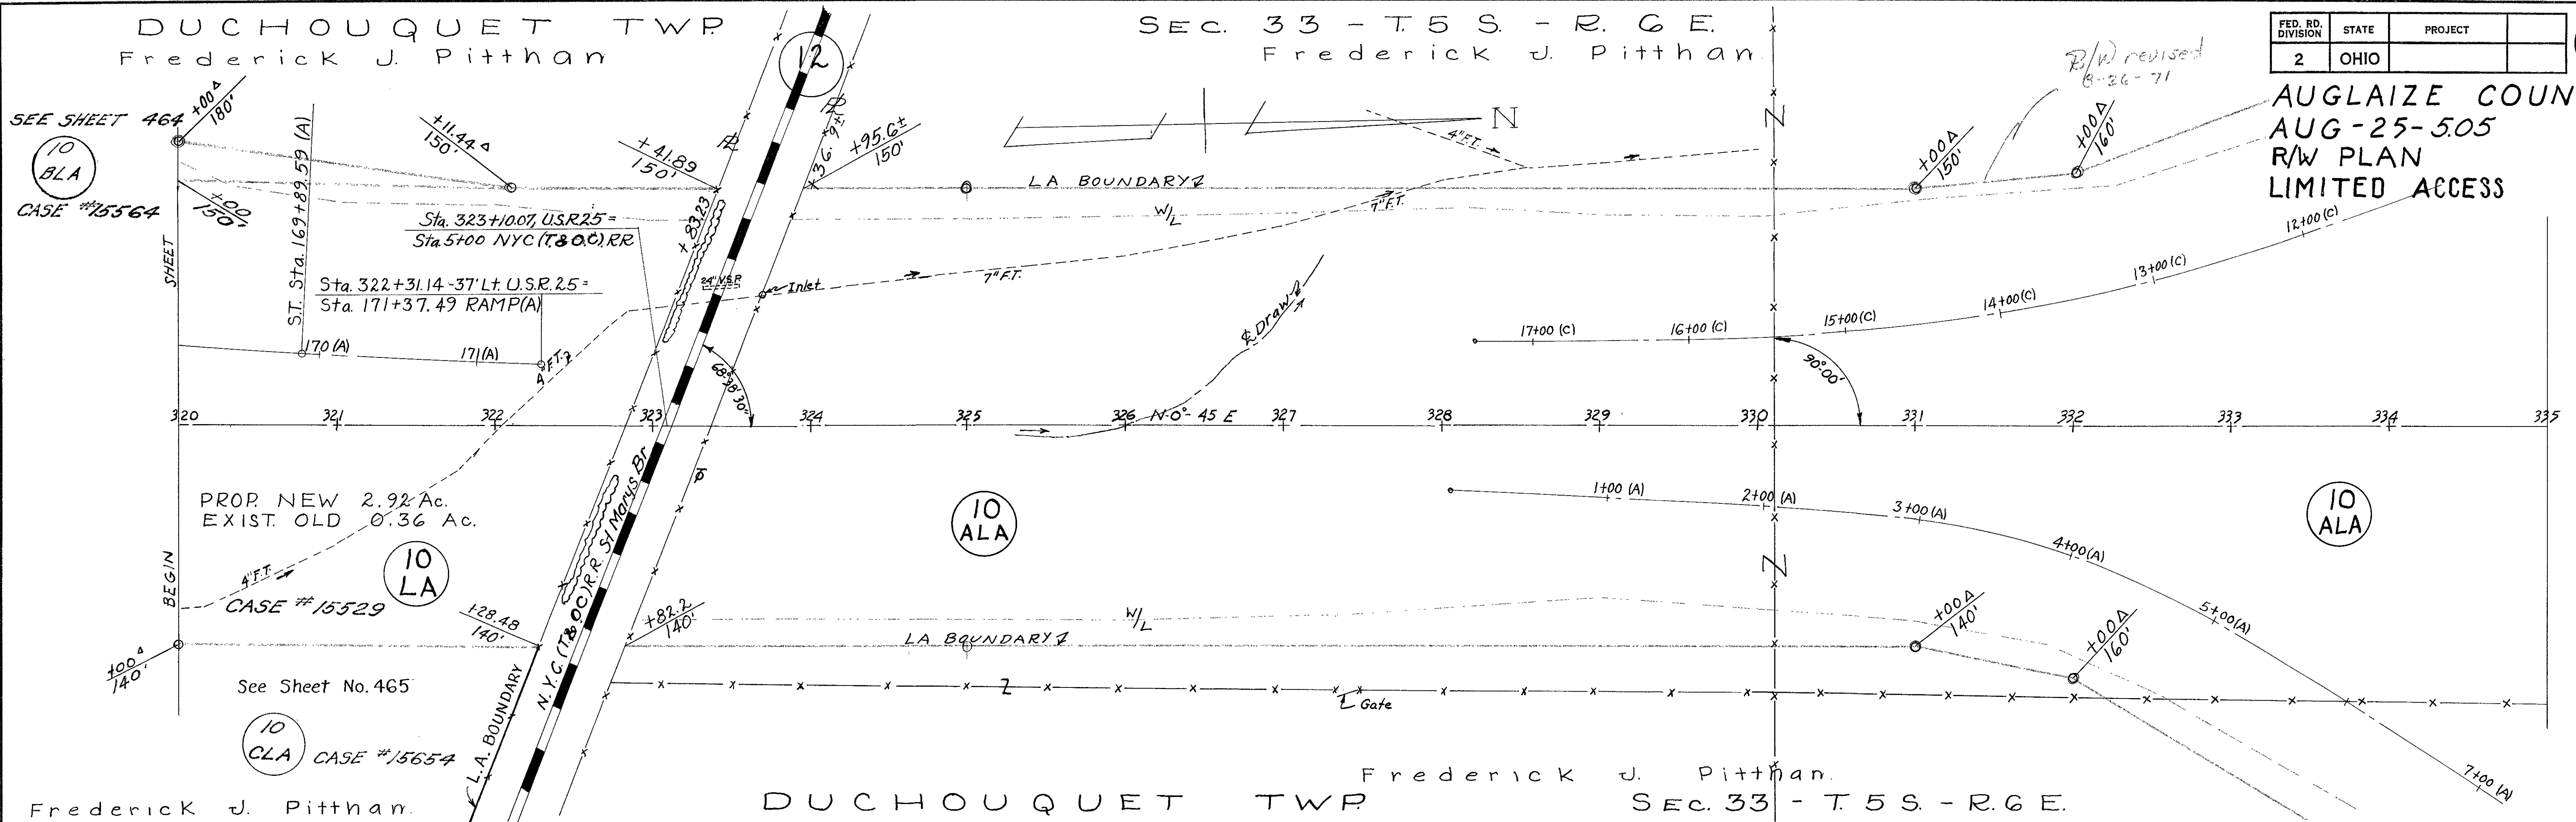 DUCHOUQUET TWP.
Frederick J. Pitthan
SEC. 33 - T. 5 S. - R. 6 E.
Frederick J. Pitthan
FED. RD. DIVISION STATE PROJECT
2 OHIO
R/W revised
8-26-71
AUGLAIZE COUN
AUG-25-5.05
R/W PLAN
LIMITED ACCESS
SEE SHEET 464
10
BLA
CASE #15564
+00 Δ
180'
+00
150'
+11.44 Δ
150'
+41.89
150'
+95.6±
150'
36.9±
12
N
4" F.T.
7" F.T.
LA BOUNDARY
W/L
+00 Δ
150'
+00 Δ
160'
N
S.T. Sta. 169+89.59 (A)
Sta. 323+10.07, U.S.R. 25 =
Sta 5+00 NYC (T.&O.C.) RR
+83.23
Sta. 322+31.14 - 37' Lt. U.S.R. 25 =
Sta. 171+37.49 RAMP (A)
24" V.S.P.
Inlet
7" F.T.
SHEET
170 (A)
171 (A)
F.T.
68°38'30"
℄ Draw
17+00 (C)
16+00 (C)
15+00 (C)
14+00 (C)
13+00 (C)
12+00 (C)
90°-00'
320 321 322 323 324 325 326 N-0°-45 E 327 328 329 330 331 332 333 334 335
PROP. NEW 2.92 Ac.
EXIST. OLD 0.36 Ac.
10
LA
4" F.T.
CASE #15529
BEGIN
N.Y.C. (T.&O.C.) R.R. St Marys Br
10
ALA
1+00 (A)
2+00 (A)
3+00 (A)
4+00 (A)
5+00 (A)
7+00 (A)
10
ALA
N
+28.48
140'
+82.2
140'
W/L
LA BOUNDARY
+00 Δ
140'
+00 Δ
160'
+00 Δ
140'
See Sheet No. 465
10
CLA
CASE #15654
L.A. BOUNDARY
Gate
Frederick J. Pitthan
Frederick J. Pitthan.
DUCHOUQUET TWP.
SEC. 33 - T. 5 S. - R. 6 E.